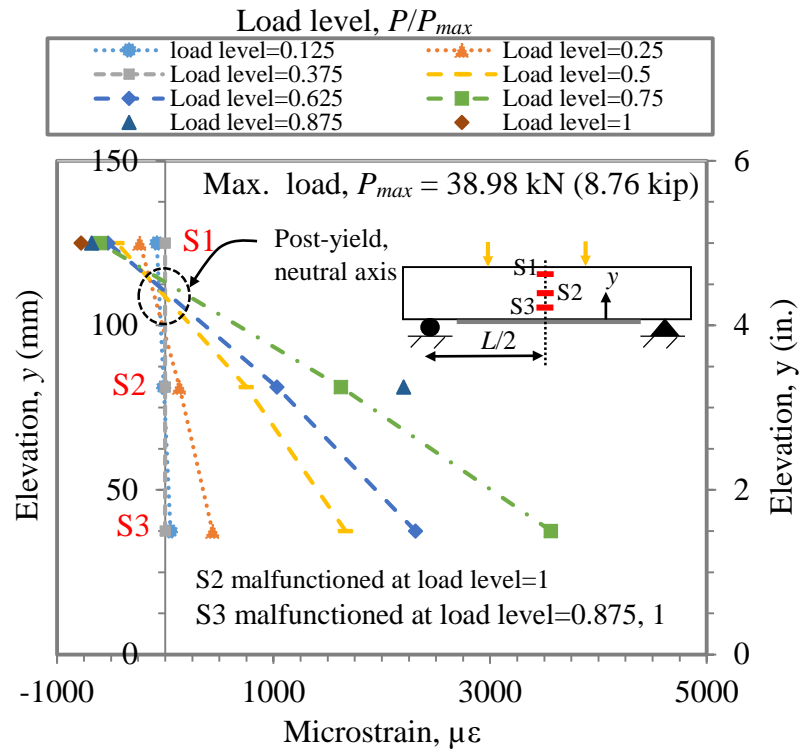 Load level, P/Pmax
load level=0.125
Load level=0.25
Load level=0.375
Load level=0.5
Load level=0.625
Load level=0.75
Load level=0.875
Load level=1
150
6
Max. load, Pmax = 38.98 kN (8.76 kip)
S1
Post-yield,
neutral axis
S1
S2
S3
y
L/2
5
100
4
S2
3
50
2
S3
1
S2 malfunctioned at load level=1
S3 malfunctioned at load level=0.875, 1
0
0
-1000
1000
3000
5000
Elevation, y (mm)
Elevation, y (in.)
Microstrain, µε